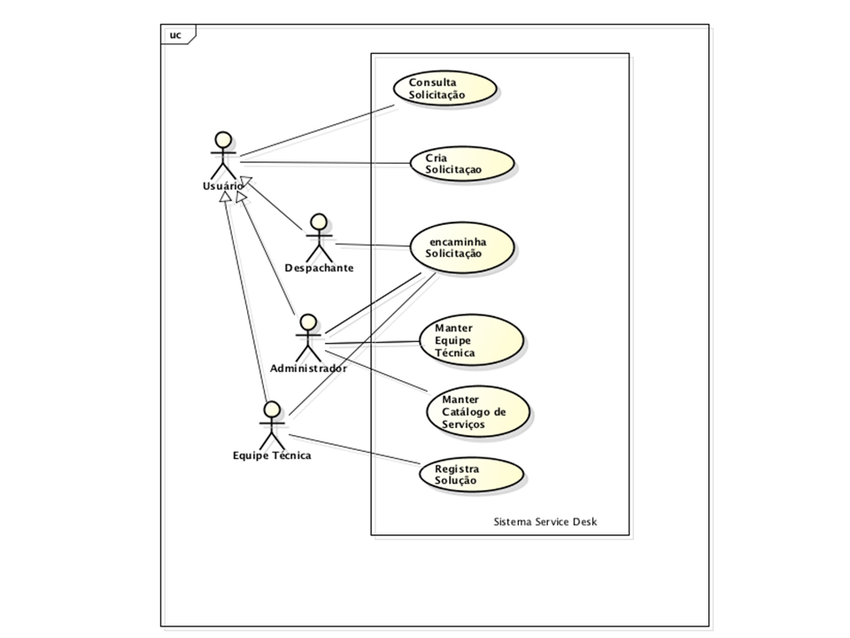 uc
Consulta
Solicitação
Cria
Solicitaçao
Usuário
encaminha
Solicitação
Despachante
Manter
Equipe
Técnica
Administrador
Manter
Catálogo de
Serviços
Equipe Técnica
Registra
Solução
Sistema Service Desk